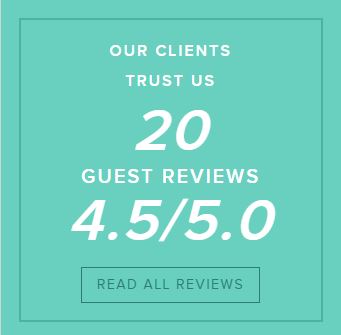 OUR CLIENTS
TRUST US
20
GUEST REVIEWS
4.5/5.0
READ ALL REVIEWS